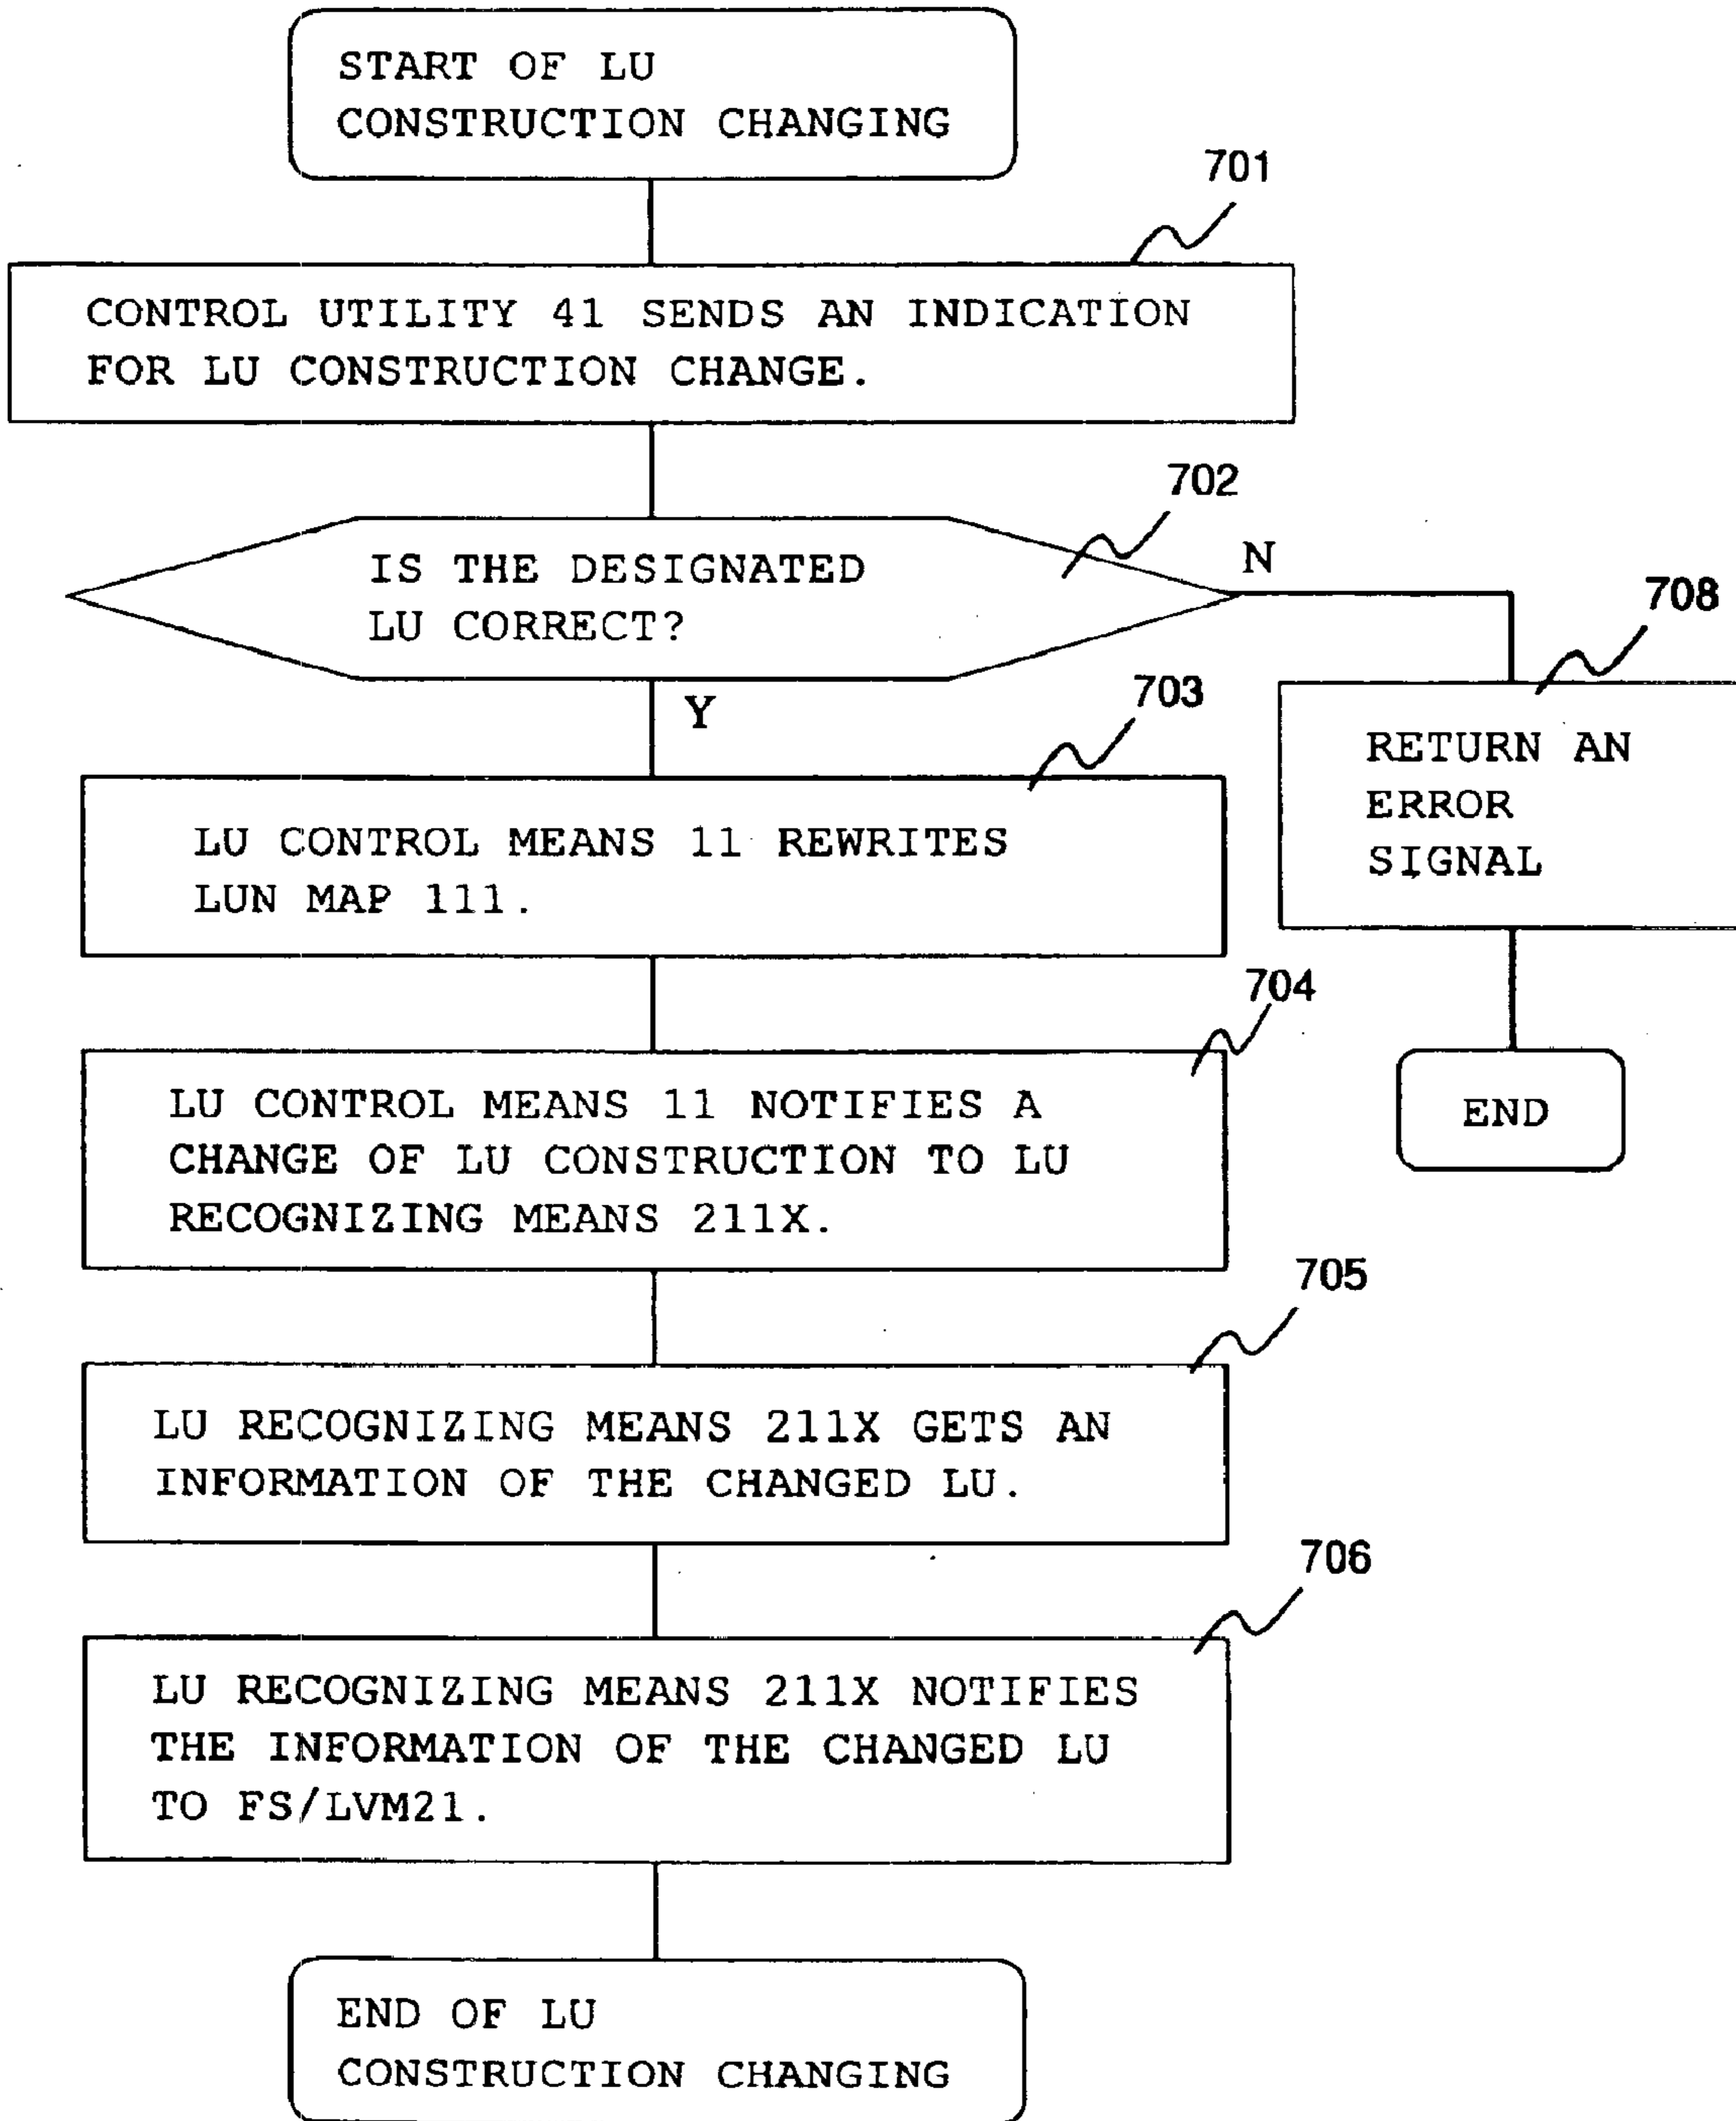 START OF LU
CONSTRUCTION CHANGING
701
CONTROL UTILITY 41 SENDS AN INDICATION
FOR LU CONSTRUCTION CHANGE.
702
IS THE DESIGNATED
LU CORRECT?
N
Y
708
RETURN AN
ERROR
SIGNAL
END
703
LU CONTROL MEANS 11 REWRITES
LUN MAP 111.
704
LU CONTROL MEANS 11 NOTIFIES A
CHANGE OF LU CONSTRUCTION TO LU
RECOGNIZING MEANS 211X.
705
LU RECOGNIZING MEANS 211X GETS AN
INFORMATION OF THE CHANGED LU.
706
LU RECOGNIZING MEANS 211X NOTIFIES
THE INFORMATION OF THE CHANGED LU
TO FS/LVM21.
END OF LU
CONSTRUCTION CHANGING